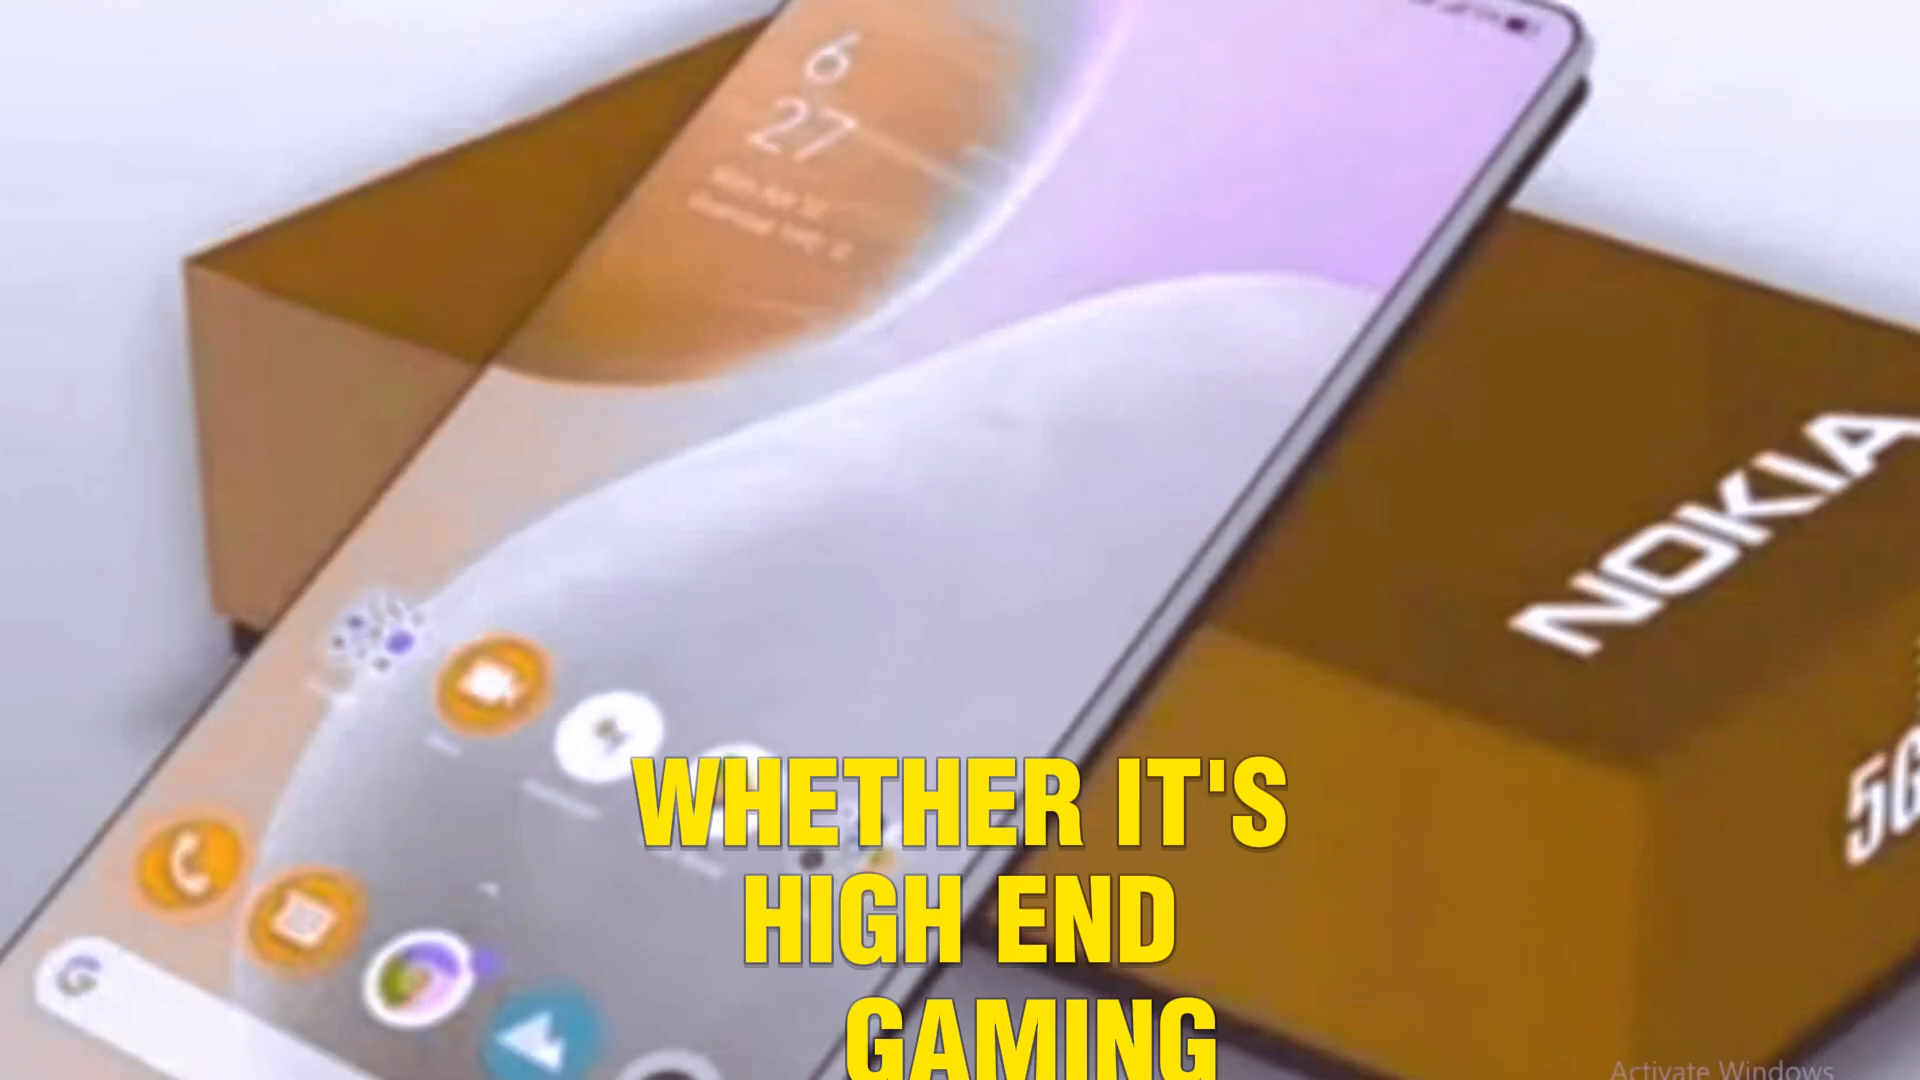 6
27
NOKIA
5G
WHETHER IT'S
HIGH END
GAMING
G
Activate Windows